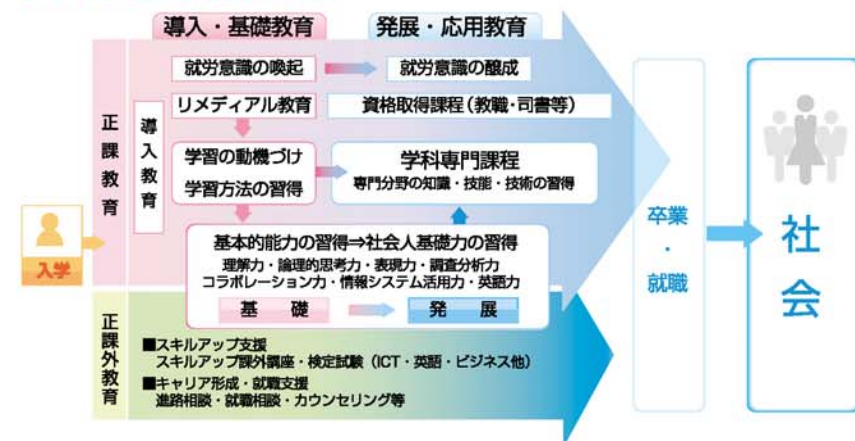 導入・基礎教育
発展・応用教育
就労意識の喚起
就労意識の醸成
リメディアル教育
資格取得課程(教職・司書等)
正課教育
導入教育
学習の動機づけ
学習方法の習得
学科専門課程
専門分野の知識・技能・技術の習得
入学
基本的能力の習得⇒社会人基礎力の習得
理解力・論理的思考力・表現力・調査分析力
コラボレーション力・情報システム活用力・英語力
基礎
発展
正課外教育
■スキルアップ支援
スキルアップ課外講座・検定試験(ICT・英語・ビジネス他)
■キャリア形成・就職支援
進路相談・就職相談・カウンセリング等
卒業・就職
社会